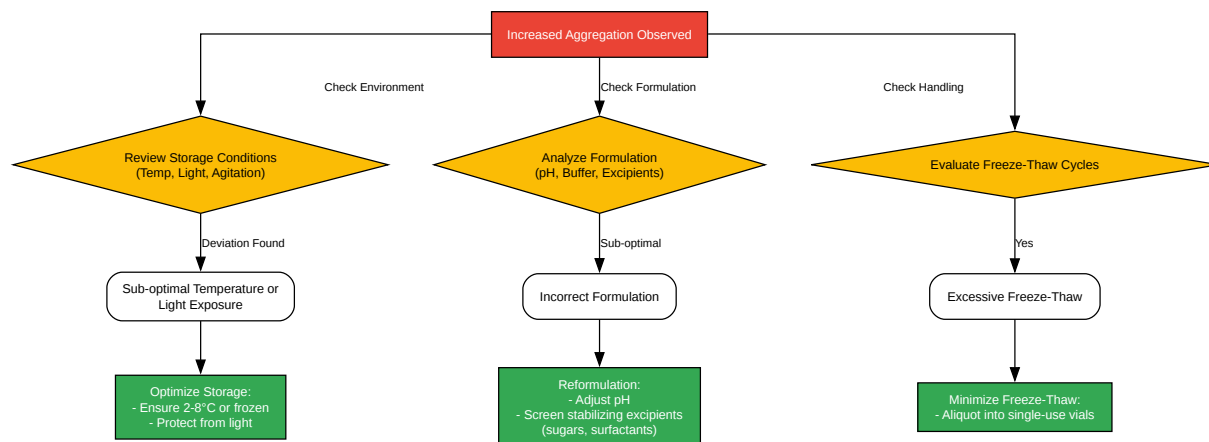 Increased Aggregation Observed
Check Environment
Check Formulation
Check Handling
Review Storage Conditions
(Temp, Light, Agitation)
Analyze Formulation
(pH, Buffer, Excipients)
Evaluate Freeze-Thaw Cycles
Deviation Found
Sub-optimal
Yes
Sub-optimal Temperature or
Light Exposure
Incorrect Formulation
Excessive Freeze-Thaw
Optimize Storage:
- Ensure 2-8°C or frozen
- Protect from light
Reformulation:
- Adjust pH
- Screen stabilizing excipients
(sugars, surfactants)
Minimize Freeze-Thaw:
- Aliquot into single-use vials